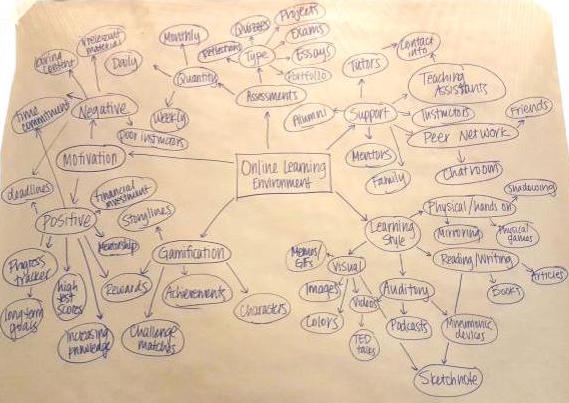 Online Learning
Environment
Assessments
Type
Quizzes
Projects
Exams
Essays
Portfolio
Reflections
Quantity
Monthly
Daily
Weekly
Support
Tutors
Contact
info
Teaching
Assistants
Instructors
Peer Network
Friends
Chatroom
Alumni
Mentors
Family
Motivation
Negative
boring
content
irrelevant
material
time
commitment
Poor instructors
Positive
deadlines
financial
investment
Mentorship
Progress
tracker
Long-term
goals
high
test
scores
Increasing
knowledge
Rewards
Gamification
Storylines
Achievements
Challenge
matches
Characters
Learning
Style
Physical/hands on
Shadowing
Mirroring
Physical
games
Reading/Writing
Articles
Books
Mnumonic
devices
Visual
Memes/
GIFs
Images
Colors
Videos
TED
talks
Auditory
Podcasts
Sketchnote